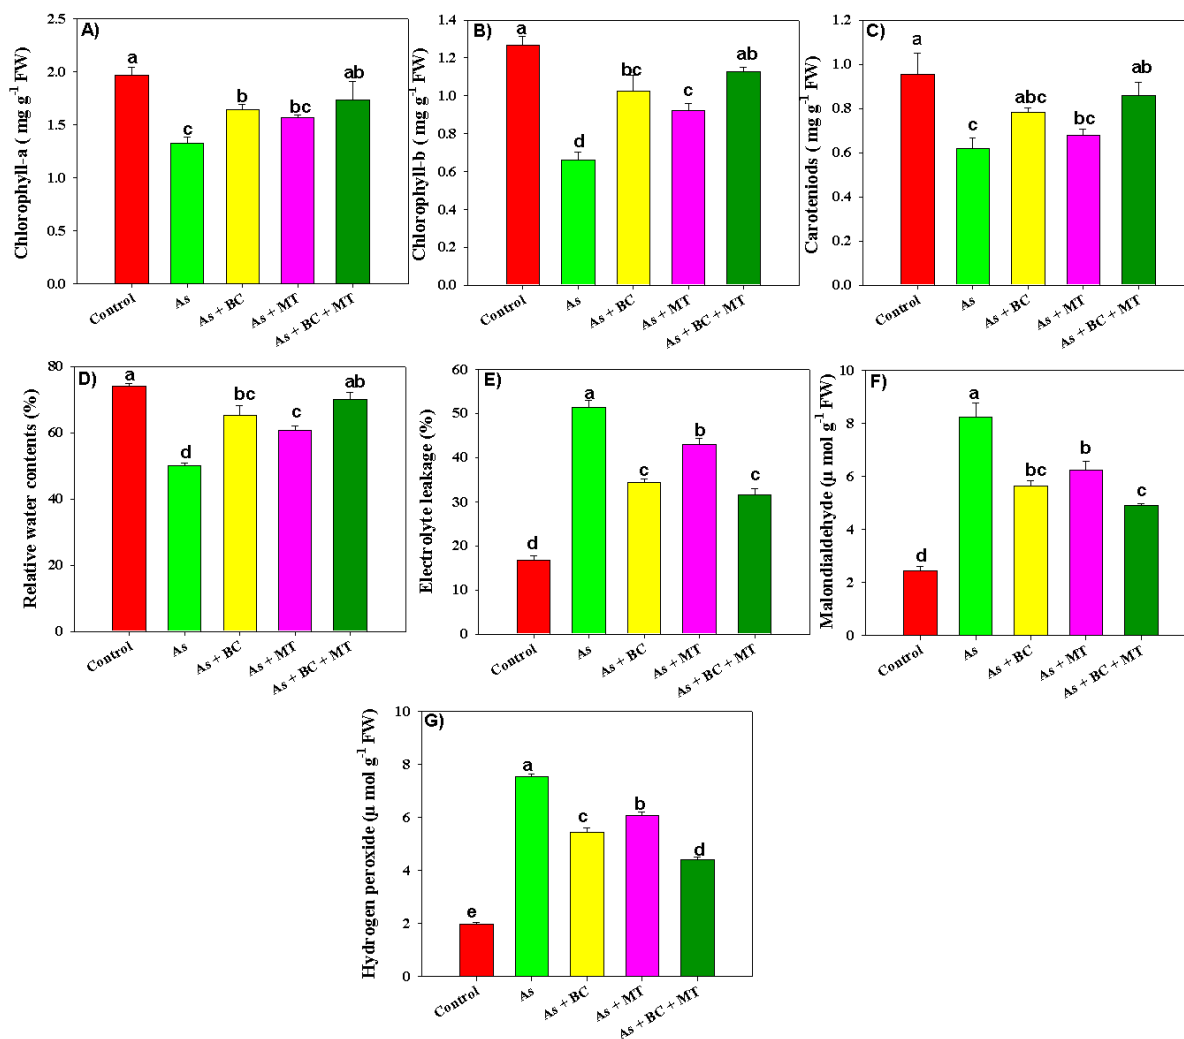 A)
Chlorophyll-a ( mg g-1 FW)
2.5
2.0
1.5
1.0
0.5
0.0
a
c
b
bc
ab
Control
As
As + BC
As + MT
As + BC + MT
B)
Chlorophyll-b ( mg g-1 FW)
1.4
1.2
1.0
0.8
0.6
0.4
0.2
0.0
a
d
bc
c
ab
Control
As
As + BC
As + MT
As + BC + MT
C)
Caroteniods ( mg g-1 FW)
1.2
1.0
0.8
0.6
0.4
0.2
0.0
a
c
abc
bc
ab
Control
As
As + BC
As + MT
As + BC + MT
D)
Relative water contents (%)
80
60
40
20
0
a
d
bc
c
ab
Control
As
As + BC
As + MT
As + BC + MT
E)
Electrolyte leakage (%)
60
50
40
30
20
10
0
d
a
c
b
c
Control
As
As + BC
As + MT
As + BC + MT
F)
Malondialdehyde (μ mol g-1 FW)
10
8
6
4
2
0
d
a
bc
b
c
Control
As
As + BC
As + MT
As + BC + MT
G)
Hydrogen peroxide (μ mol g-1 FW)
10
8
6
4
2
0
e
a
c
b
d
Control
As
As + BC
As + MT
As + BC + MT